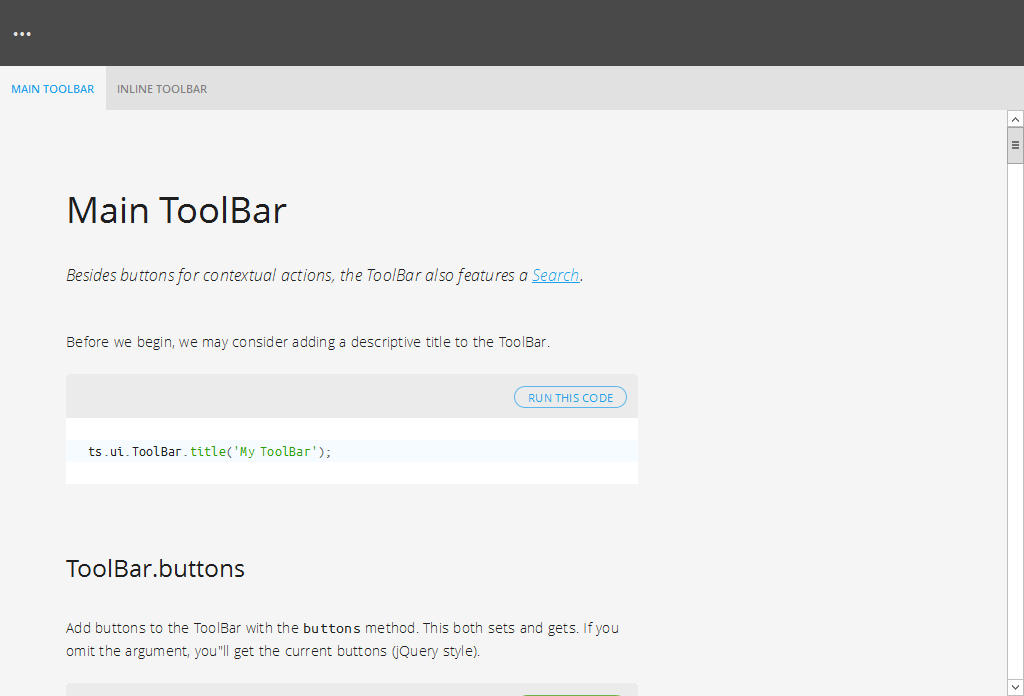 MAIN TOOLBAR INLINE TOOLBAR
Main ToolBar
Besides buttons for contextual actions, the ToolBar also features a Search.
Before we begin, we may consider adding a descriptive title to the ToolBar.
RUN THIS CODE
ts.ui.ToolBar.title('My ToolBar');
ToolBar.buttons
Add buttons to the ToolBar with the buttons method. This both sets and gets. If you
omit the argument, you"ll get the current buttons (jQuery style).